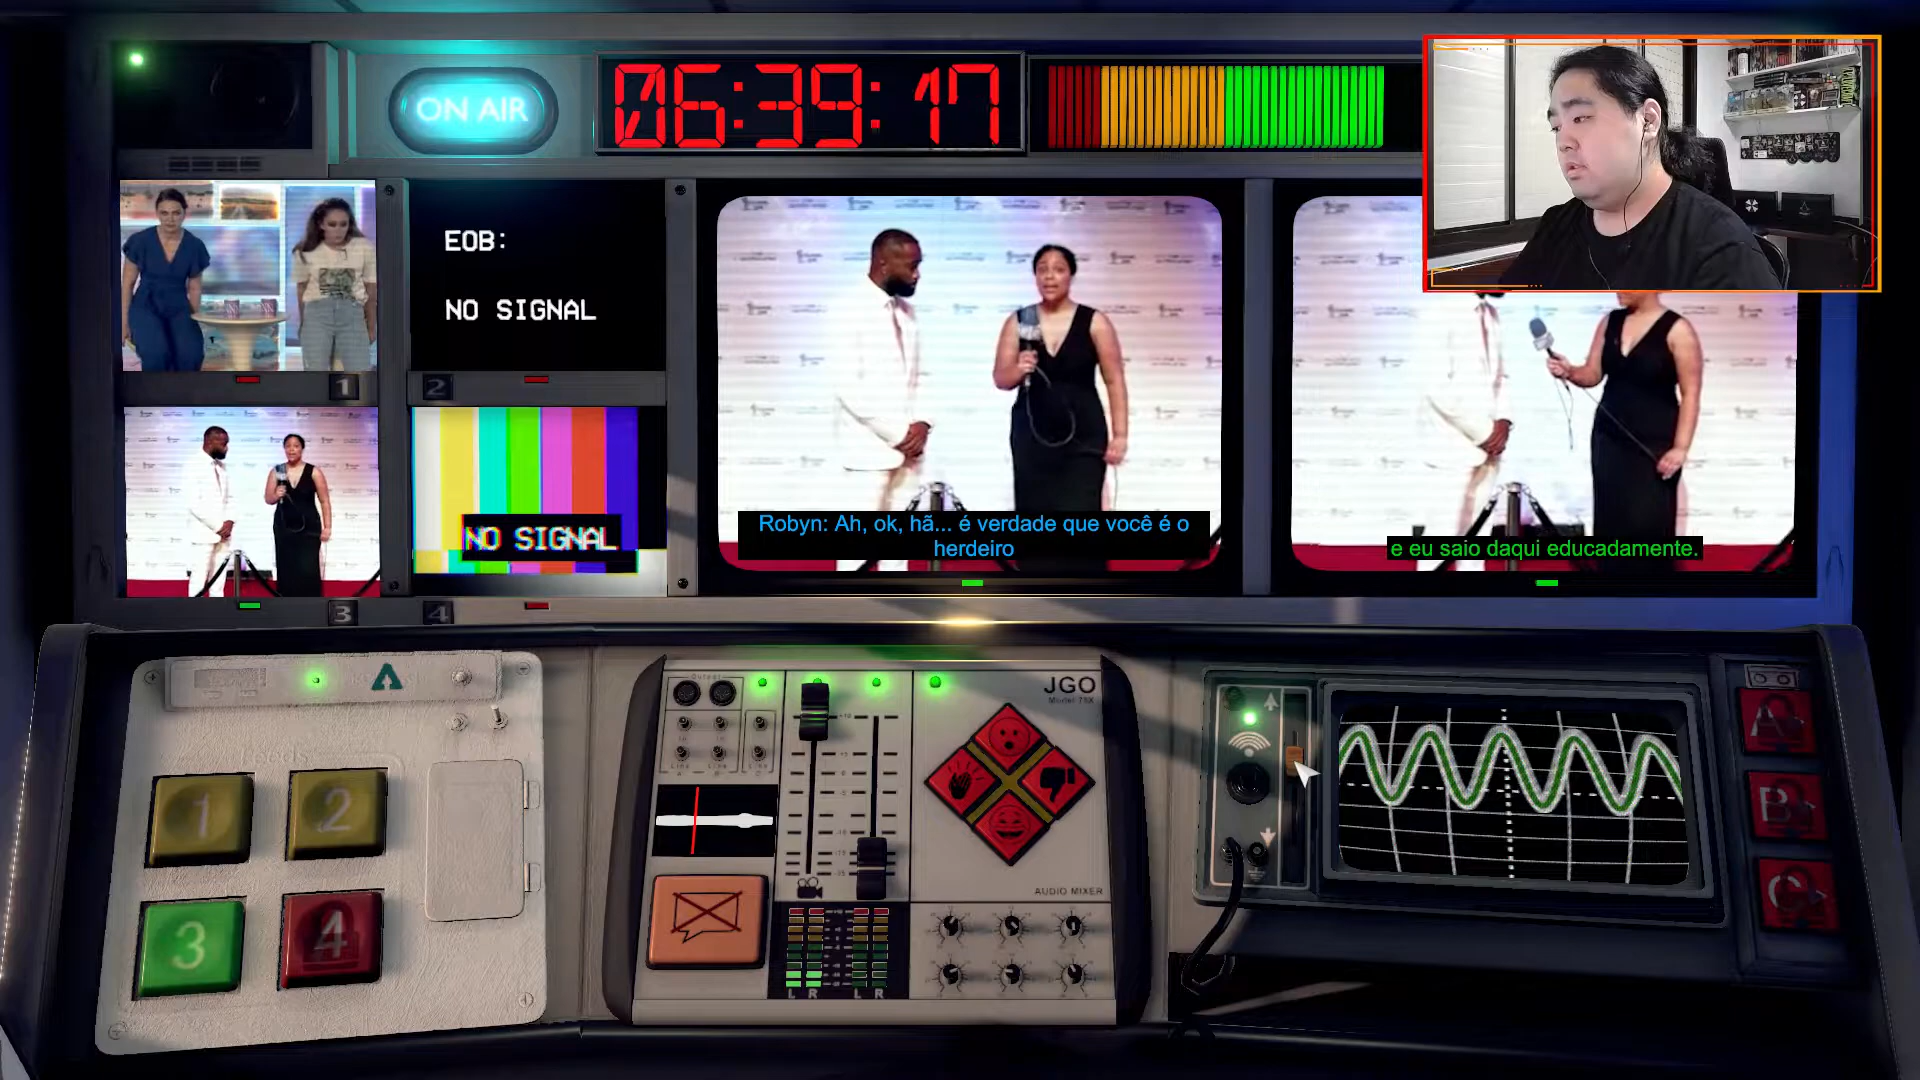 ON AIR
06:39:17
EOB:
NO SIGNAL
1
2
NO SIGNAL
3
4
Robyn: Ah, ok, hã... é verdade que você é o
herdeiro
e eu saio daqui educadamente.
1
2
3
4
Output
JGO
AUDIO MIXER
L R L R
A
B
C